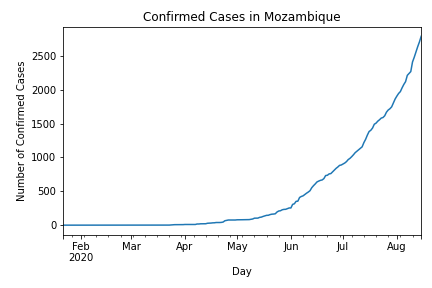 Confirmed Cases in Mozambique
Number of Confirmed Cases
2500
2000
1500
1000
500
0
Feb Mar Apr May Jun Jul Aug
2020
Day